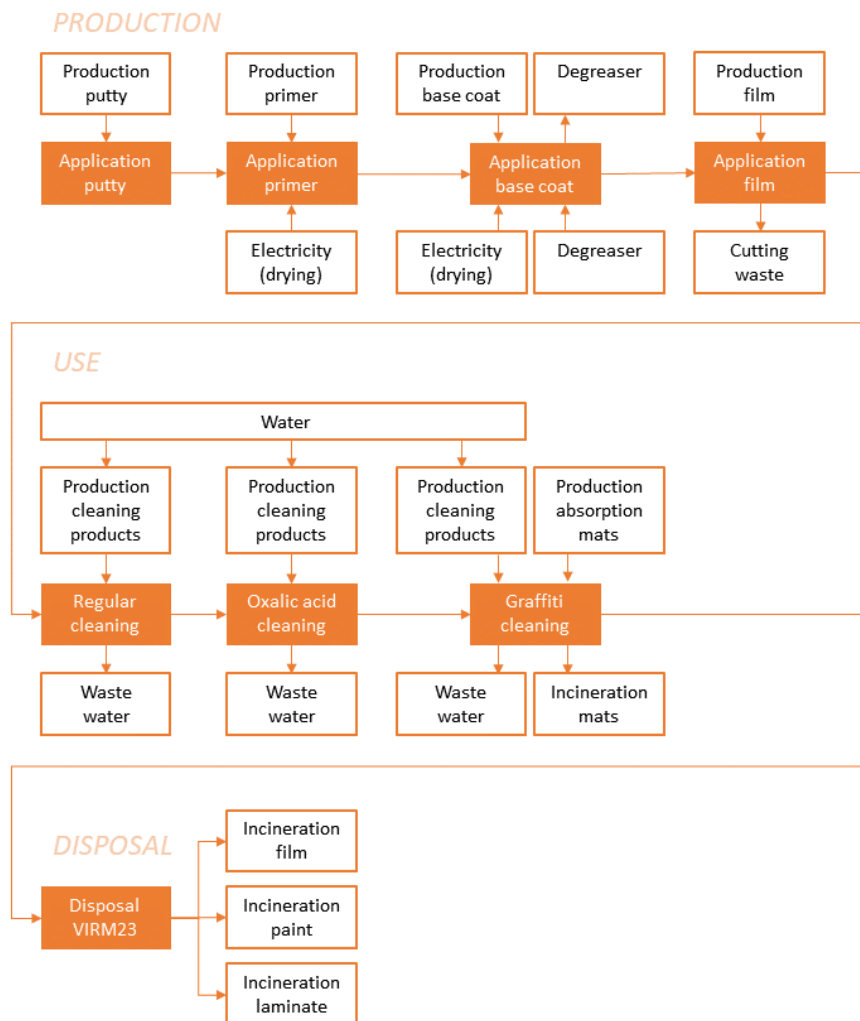 PRODUCTION
Production
putty
Production
primer
Production
base coat
Degreaser
Production
film
Application
putty
Application
primer
Application
base coat
Application
film
Electricity
(drying)
Electricity
(drying)
Degreaser
Cutting
waste
USE
Water
Production
cleaning
products
Production
cleaning
products
Production
cleaning
products
Production
absorption
mats
Regular
cleaning
Oxalic acid
cleaning
Graffiti
cleaning
Waste
water
Waste
water
Waste
water
Incineration
mats
DISPOSAL
Incineration
film
Disposal
VIRM23
Incineration
paint
Incineration
laminate